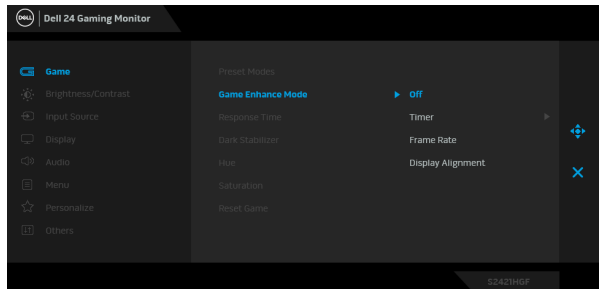 DELL Dell 24 Gaming Monitor
Game
Brightness/Contrast
Input Source
Display
Audio
Menu
Personalize
Others
Preset Modes
Game Enhance Mode
Response Time
Dark Stabilizer
Hue
Saturation
Reset Game
Off
Timer
Frame Rate
Display Alignment
S2421HGF